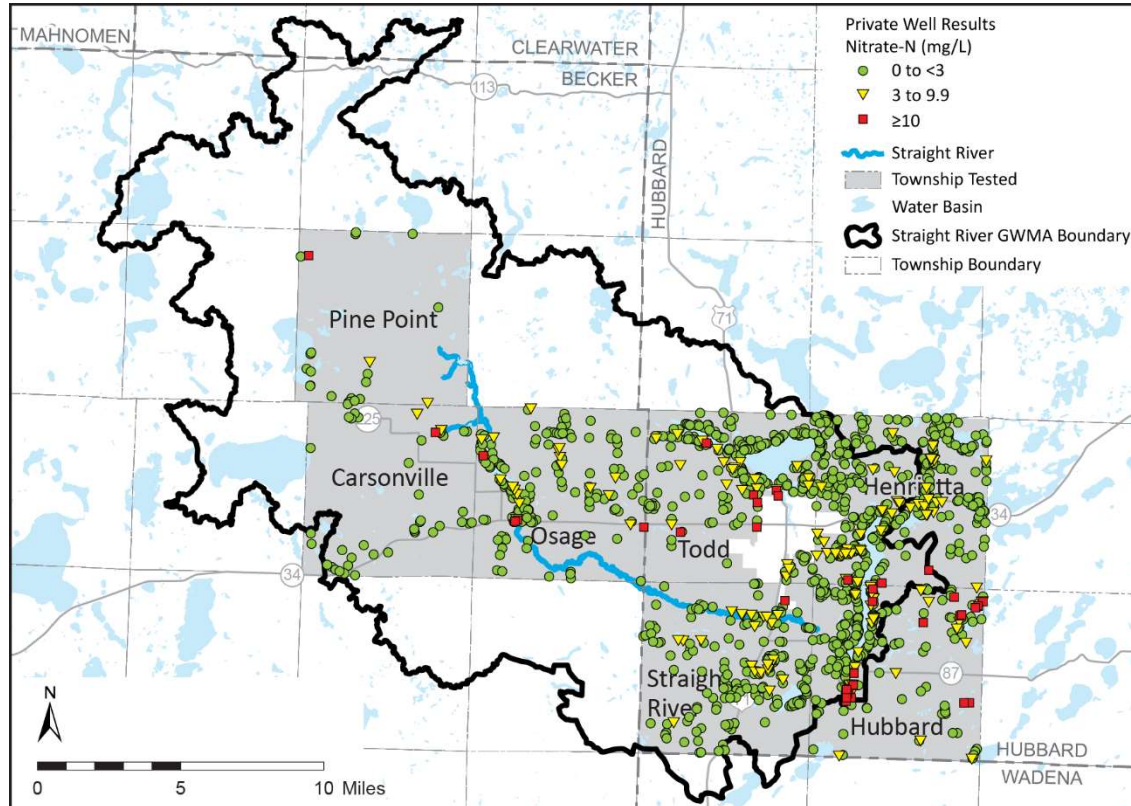 MAHNOMEN
CLEARWATER
BECKER
113
HUBBARD
71
Private Well Results
Nitrate-N (mg/L)
0 to <3
3 to 9.9
≥10
Straight River
Township Tested
Water Basin
Straight River GWMA Boundary
Township Boundary
Pine Point
225
Carsonville
Osage
Todd
Henrietta
34
34
Straigh
River
87
Hubbard
HUBBARD
WADENA
N
0 5 10 Miles